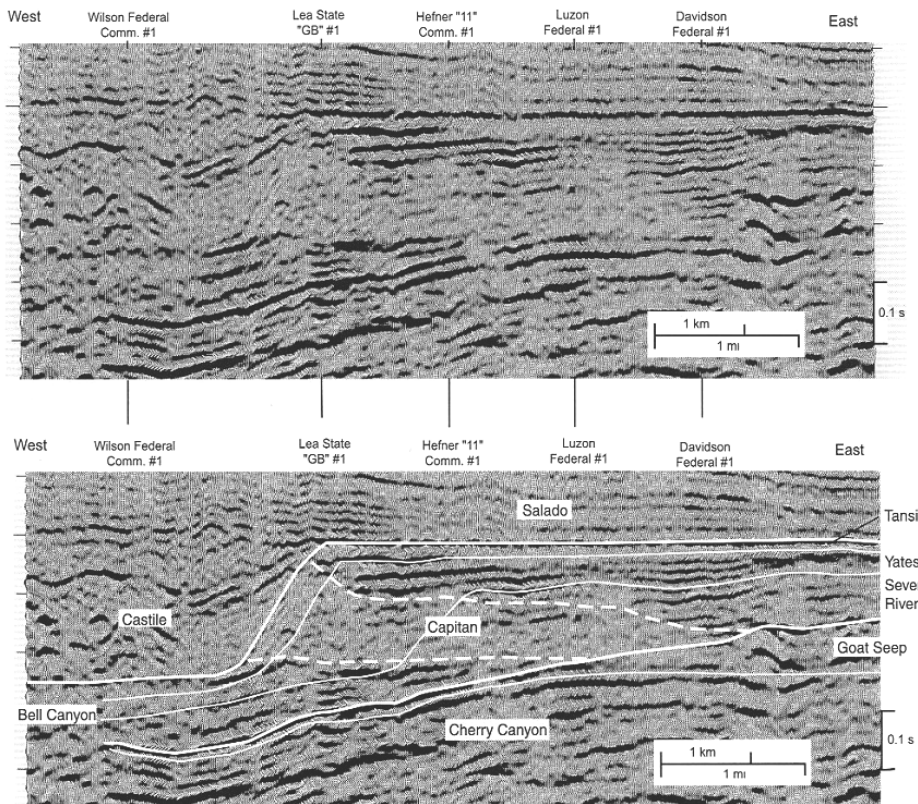 West
Wilson Federal
Comm. #1
Lea State
"GB" #1
Hefner "11"
Comm. #1
Luzon
Federal #1
Davidson
Federal #1
East
0.1 s
1 km
1 mi
West
Wilson Federal
Comm. #1
Lea State
"GB" #1
Hefner "11"
Comm. #1
Luzon
Federal #1
Davidson
Federal #1
East
Salado
Tansi
Yates
Seve
River
Castile
Capitan
Goat Seep
Bell Canyon
Cherry Canyon
0.1 s
1 km
1 mi